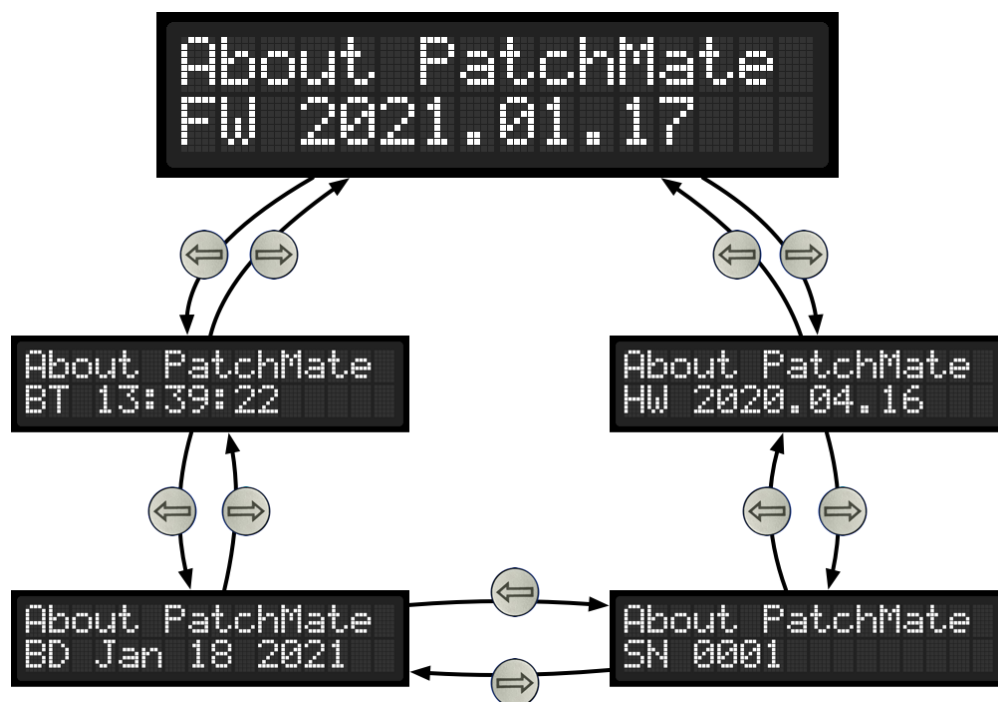 About PatchMate
FW 2021.01.17
About PatchMate
BT 13:39:22
About PatchMate
HW 2020.04.16
About PatchMate
BD Jan 18 2021
About PatchMate
SN 0001